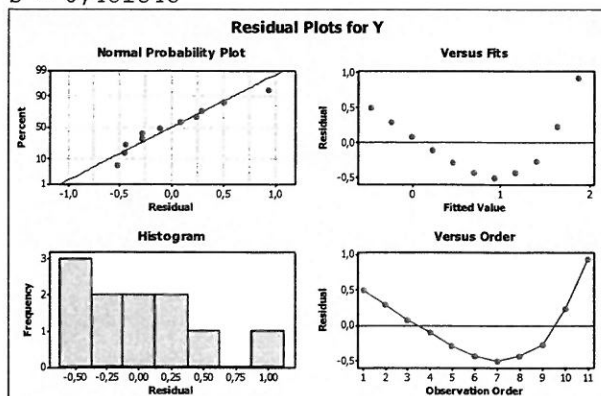 Residual Plots for Y
Normal Probability Plot
99
90
50
10
1
Percent
-1,0 -0,5 0,0 0,5 1,0
Residual
Versus Fits
1,0
0,5
0,0
-0,5
Residual
0 1 2
Fitted Value
Histogram
3
2
1
0
Frequency
-0,50 -0,25 0,00 0,25 0,50 0,75 1,00
Residual
Versus Order
1,0
0,5
0,0
-0,5
Residual
1 2 3 4 5 6 7 8 9 10 11
Observation Order